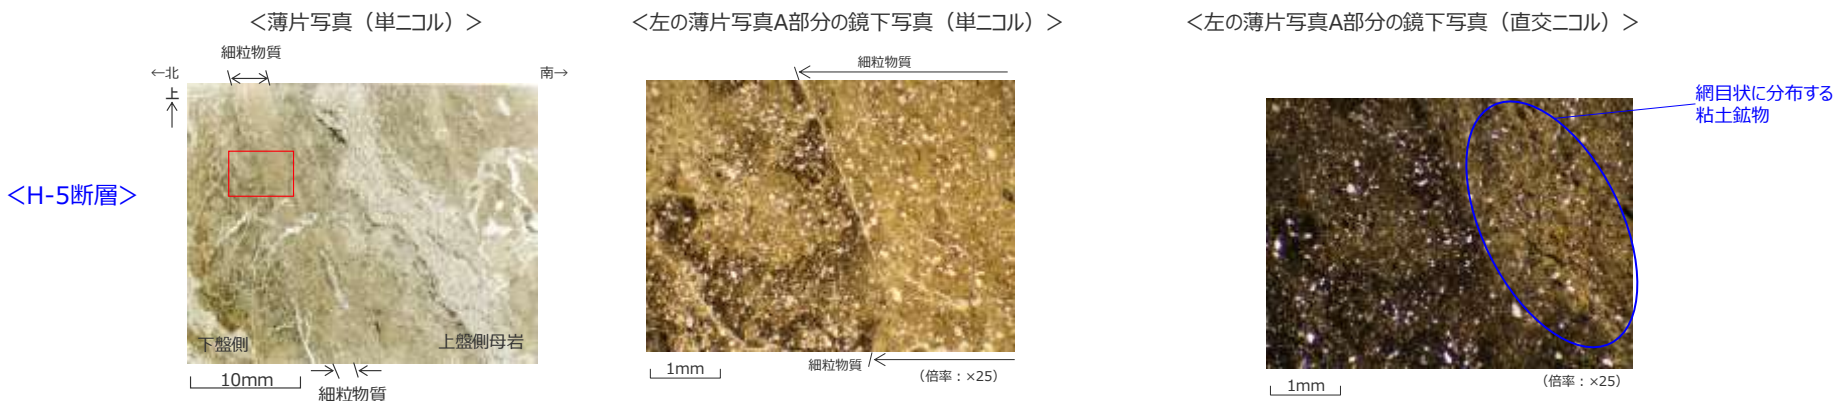 <薄片写真（単ニコル）>
<左の薄片写真A部分の鏡下写真（単ニコル）>
<左の薄片写真A部分の鏡下写真（直交ニコル）>
細粒物質
←北
南→
上
↑
<H-5断層>
下盤側
上盤側母岩
10mm
細粒物質
細粒物質
細粒物質
1mm
（倍率：×25）
網目状に分布する
粘土鉱物
1mm
（倍率：×25）